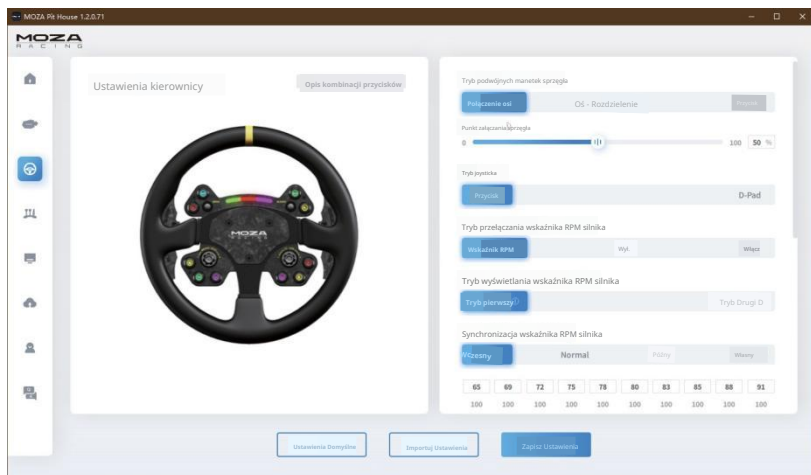 MOZA Pit House 1.2.0.71
MOZA
RACING
Ustawienia kierownicy
Opis kombinacji przycisków
MOZA
Tryb podwójnych manetek sprzęgła
Połączenie osi Oś - Rozdzielenie Przycisk
Punkt załączania sprzęgła
0 100 50 %
Tryb joysticka
Przycisk D-Pad
Tryb przełączania wskaźnika RPM silnika
Wskaźnik RPM Wył. Włącz
Tryb wyświetlania wskaźnika RPM silnika
Tryb pierwszy Tryb Drugi D
Synchronizacja wskaźnika RPM silnika
Wczesny Normal Późny Własny
65 69 72 75 78 80 83 85 88 91
100 100 100 100 100 100 100 100 100 100
Ustawienia Domyślne Importuj Ustawienia Zapisz Ustawienia